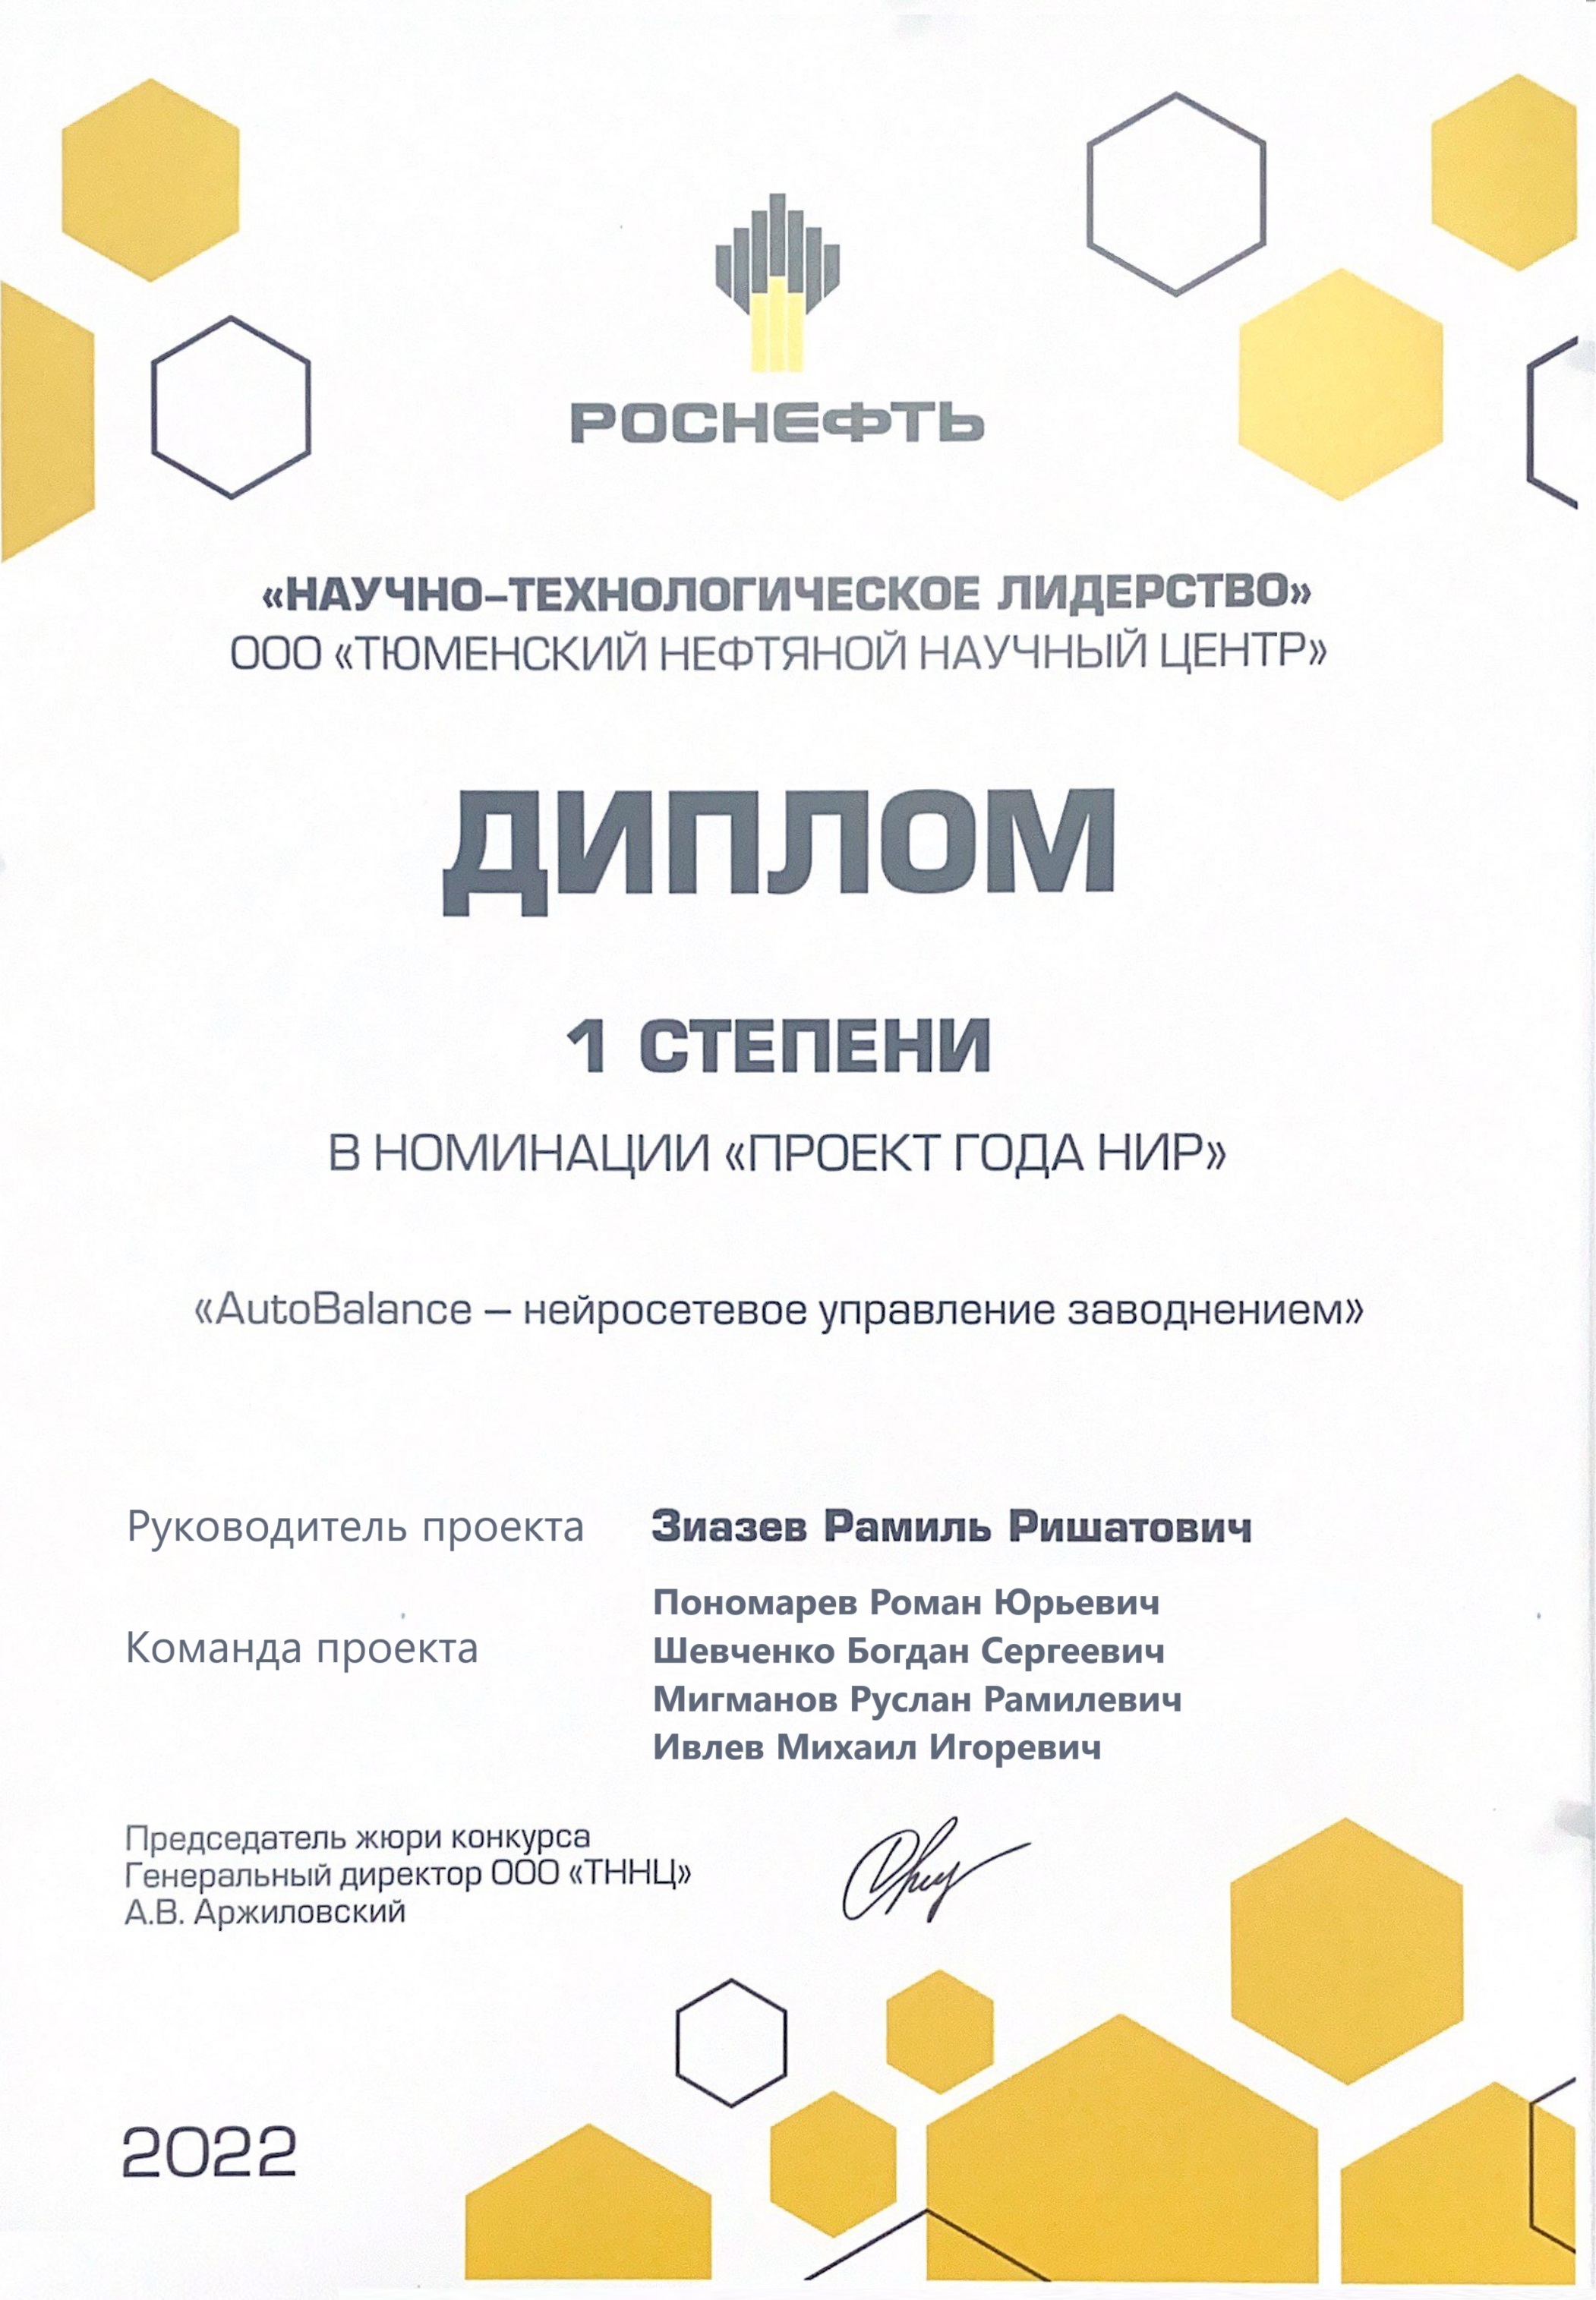 РОСНЕФТЬ
«НАУЧНО-ТЕХНОЛОГИЧЕСКОЕ ЛИДЕРСТВО»
ООО «ТЮМЕНСКИЙ НЕФТЯНОЙ НАУЧНЫЙ ЦЕНТР»
ДИПЛОМ
1 СТЕПЕНИ
В НОМИНАЦИИ «ПРОЕКТ ГОДА НИР»
«AutoBalance – нейросетевое управление заводнением»
Руководитель проекта Зиазев Рамиль Ришатович
Пономарев Роман Юрьевич
Команда проекта Шевченко Богдан Сергеевич
Мигманов Руслан Рамилевич
Ивлев Михаил Игоревич
Председатель жюри конкурса
Генеральный директор ООО «ТННЦ»
А.В. Аржиловский
2022